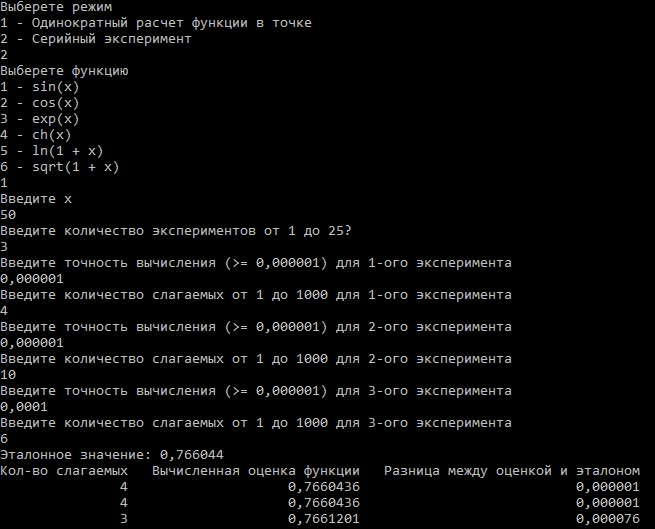 Выберете режим
1 - Одинократный расчет функции в точке
2 - Серийный эксперимент
2
Выберете функцию
1 - sin(x)
2 - cos(x)
3 - exp(x)
4 - ch(x)
5 - ln(1 + x)
6 - sqrt(1 + x)
1
Введите x
50
Введите количество экспериментов от 1 до 25?
3
Введите точность вычисления (>= 0,000001) для 1-ого эксперимента
0,000001
Введите количество слагаемых от 1 до 1000 для 1-ого эксперимента
4
Введите точность вычисления (>= 0,000001) для 2-ого эксперимента
0,000001
Введите количество слагаемых от 1 до 1000 для 2-ого эксперимента
10
Введите точность вычисления (>= 0,000001) для 3-ого эксперимента
0,0001
Введите количество слагаемых от 1 до 1000 для 3-ого эксперимента
6
Эталонное значение: 0,766044
Кол-во слагаемых Вычисленная оценка функции Разница между оценкой и эталоном
4 0,7660436 0,000001
4 0,7660436 0,000001
3 0,7661201 0,000076